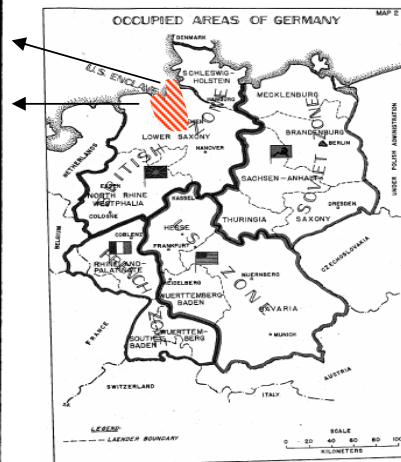 MAP 2
OCCUPIED AREAS OF GERMANY
DENMARK
U.S. ENCLAVE
SCHLESWIG-
HOLSTEIN
HAMBURG
MECKLENBURG
LOWER SAXONY
HANOVER
BRANDENBURG
BERLIN
NETHERLANDS
BRITISH ZONE
SOVIET ZONE
UNDER POLISH ADMINISTRATION
SACHSEN-ANHALT
ESSEN
NORTH RHINE
WESTPHALIA
COLOGNE
KASSEL
DRESDEN
THURINGIA
SAXONY
BELGIUM
COBLENZ
HESSE
FRANKFURT
RHINELAND-
PALATINATE
FRENCH ZONE
U.S. ZONE
CZECHOSLOVAKIA
NUERNBERG
HEIDELBERG
WUERTTEMBERG
BADEN
BAVARIA
FRANCE
SOUTH
BADEN
WUERTTEM-
BERG
MUNICH
SWITZERLAND
AUSTRIA
ITALY
LEGEND:
LAENDER BOUNDARY
SCALE
0 20 40 60 80 100
KILOMETERS